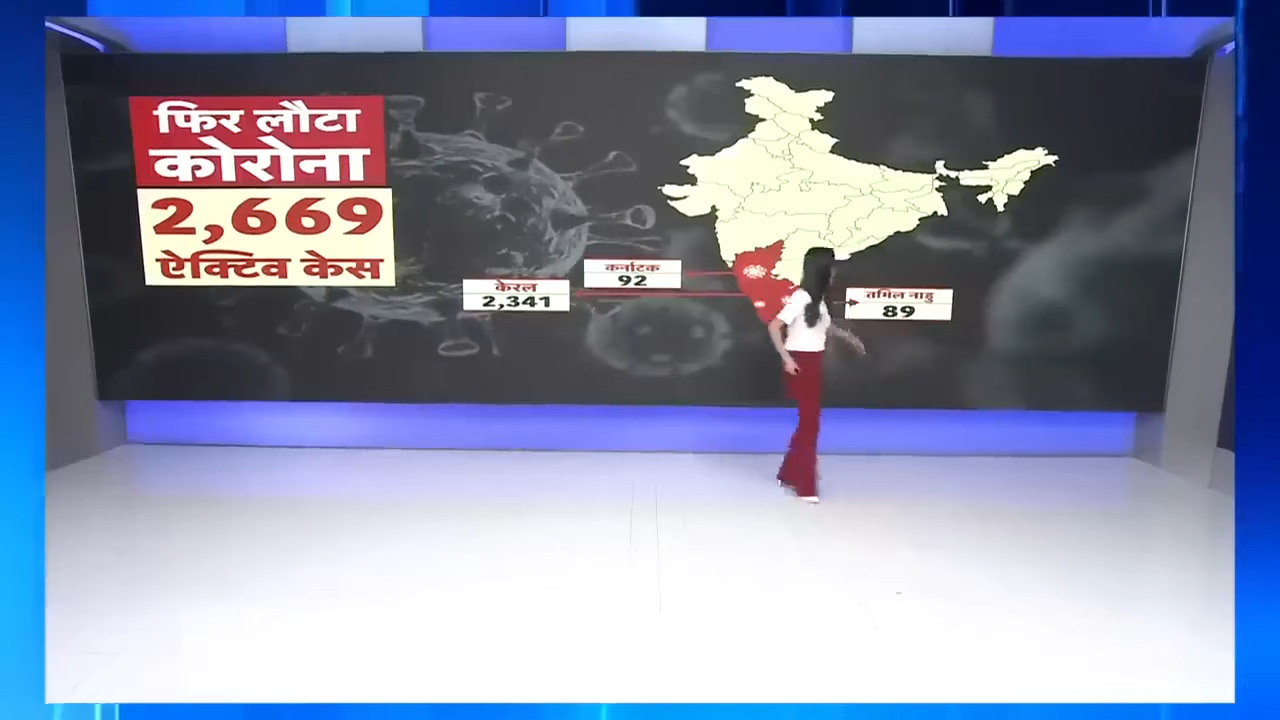 फिर लौटा
कोरोना
2,669
ऐक्टिव केस
कर्नाटक
92
केरल
2,341
तमिल नाडु
89